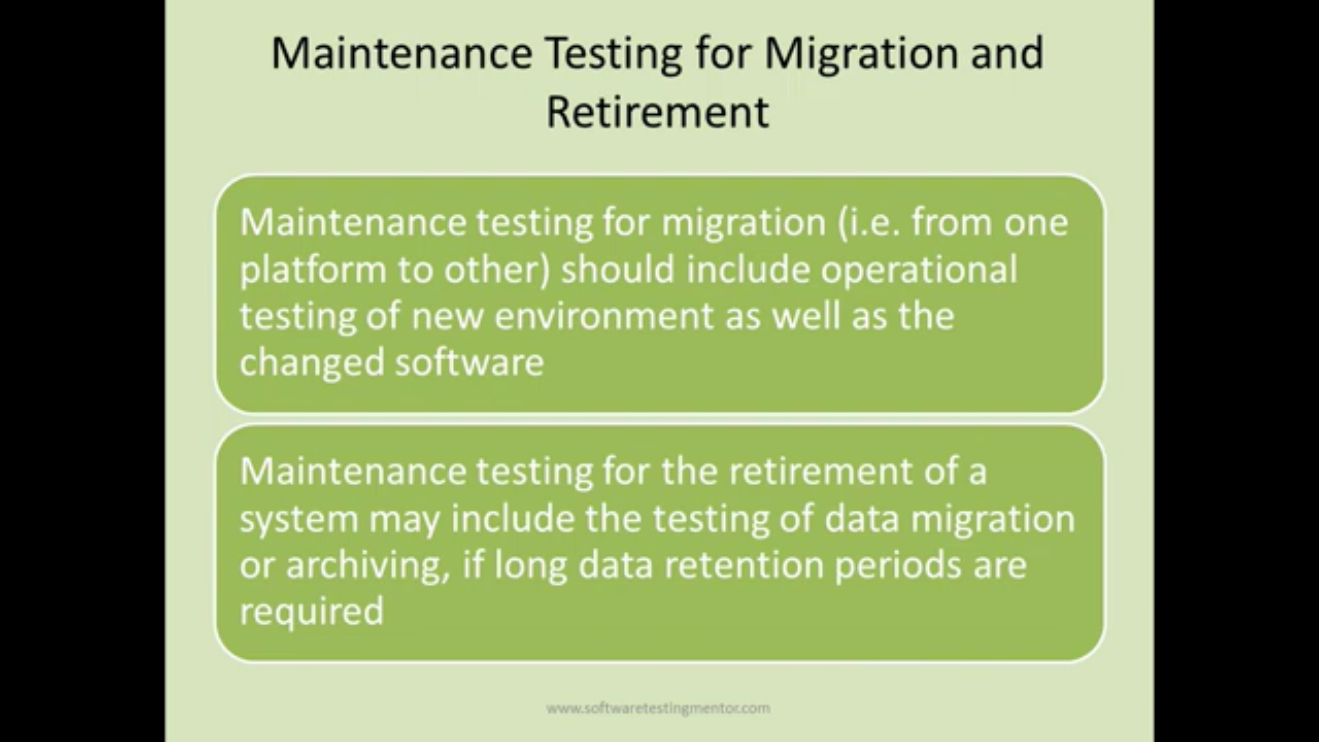 Maintenance Testing for Migration and
Retirement
Maintenance testing for migration (i.e. from one
platform to other) should include operational
testing of new environment as well as the
changed software
Maintenance testing for the retirement of a
system may include the testing of data migration
or archiving, if long data retention periods are
required
www.softwaretestingmentor.com